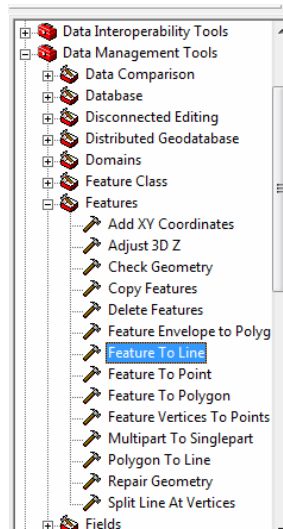 Data Interoperability Tools
Data Management Tools
Data Comparison
Database
Disconnected Editing
Distributed Geodatabase
Domains
Feature Class
Features
Add XY Coordinates
Adjust 3D Z
Check Geometry
Copy Features
Delete Features
Feature Envelope to Polyg
Feature To Line
Feature To Point
Feature To Polygon
Feature Vertices To Points
Multipart To Singlepart
Polygon To Line
Repair Geometry
Split Line At Vertices
Fields